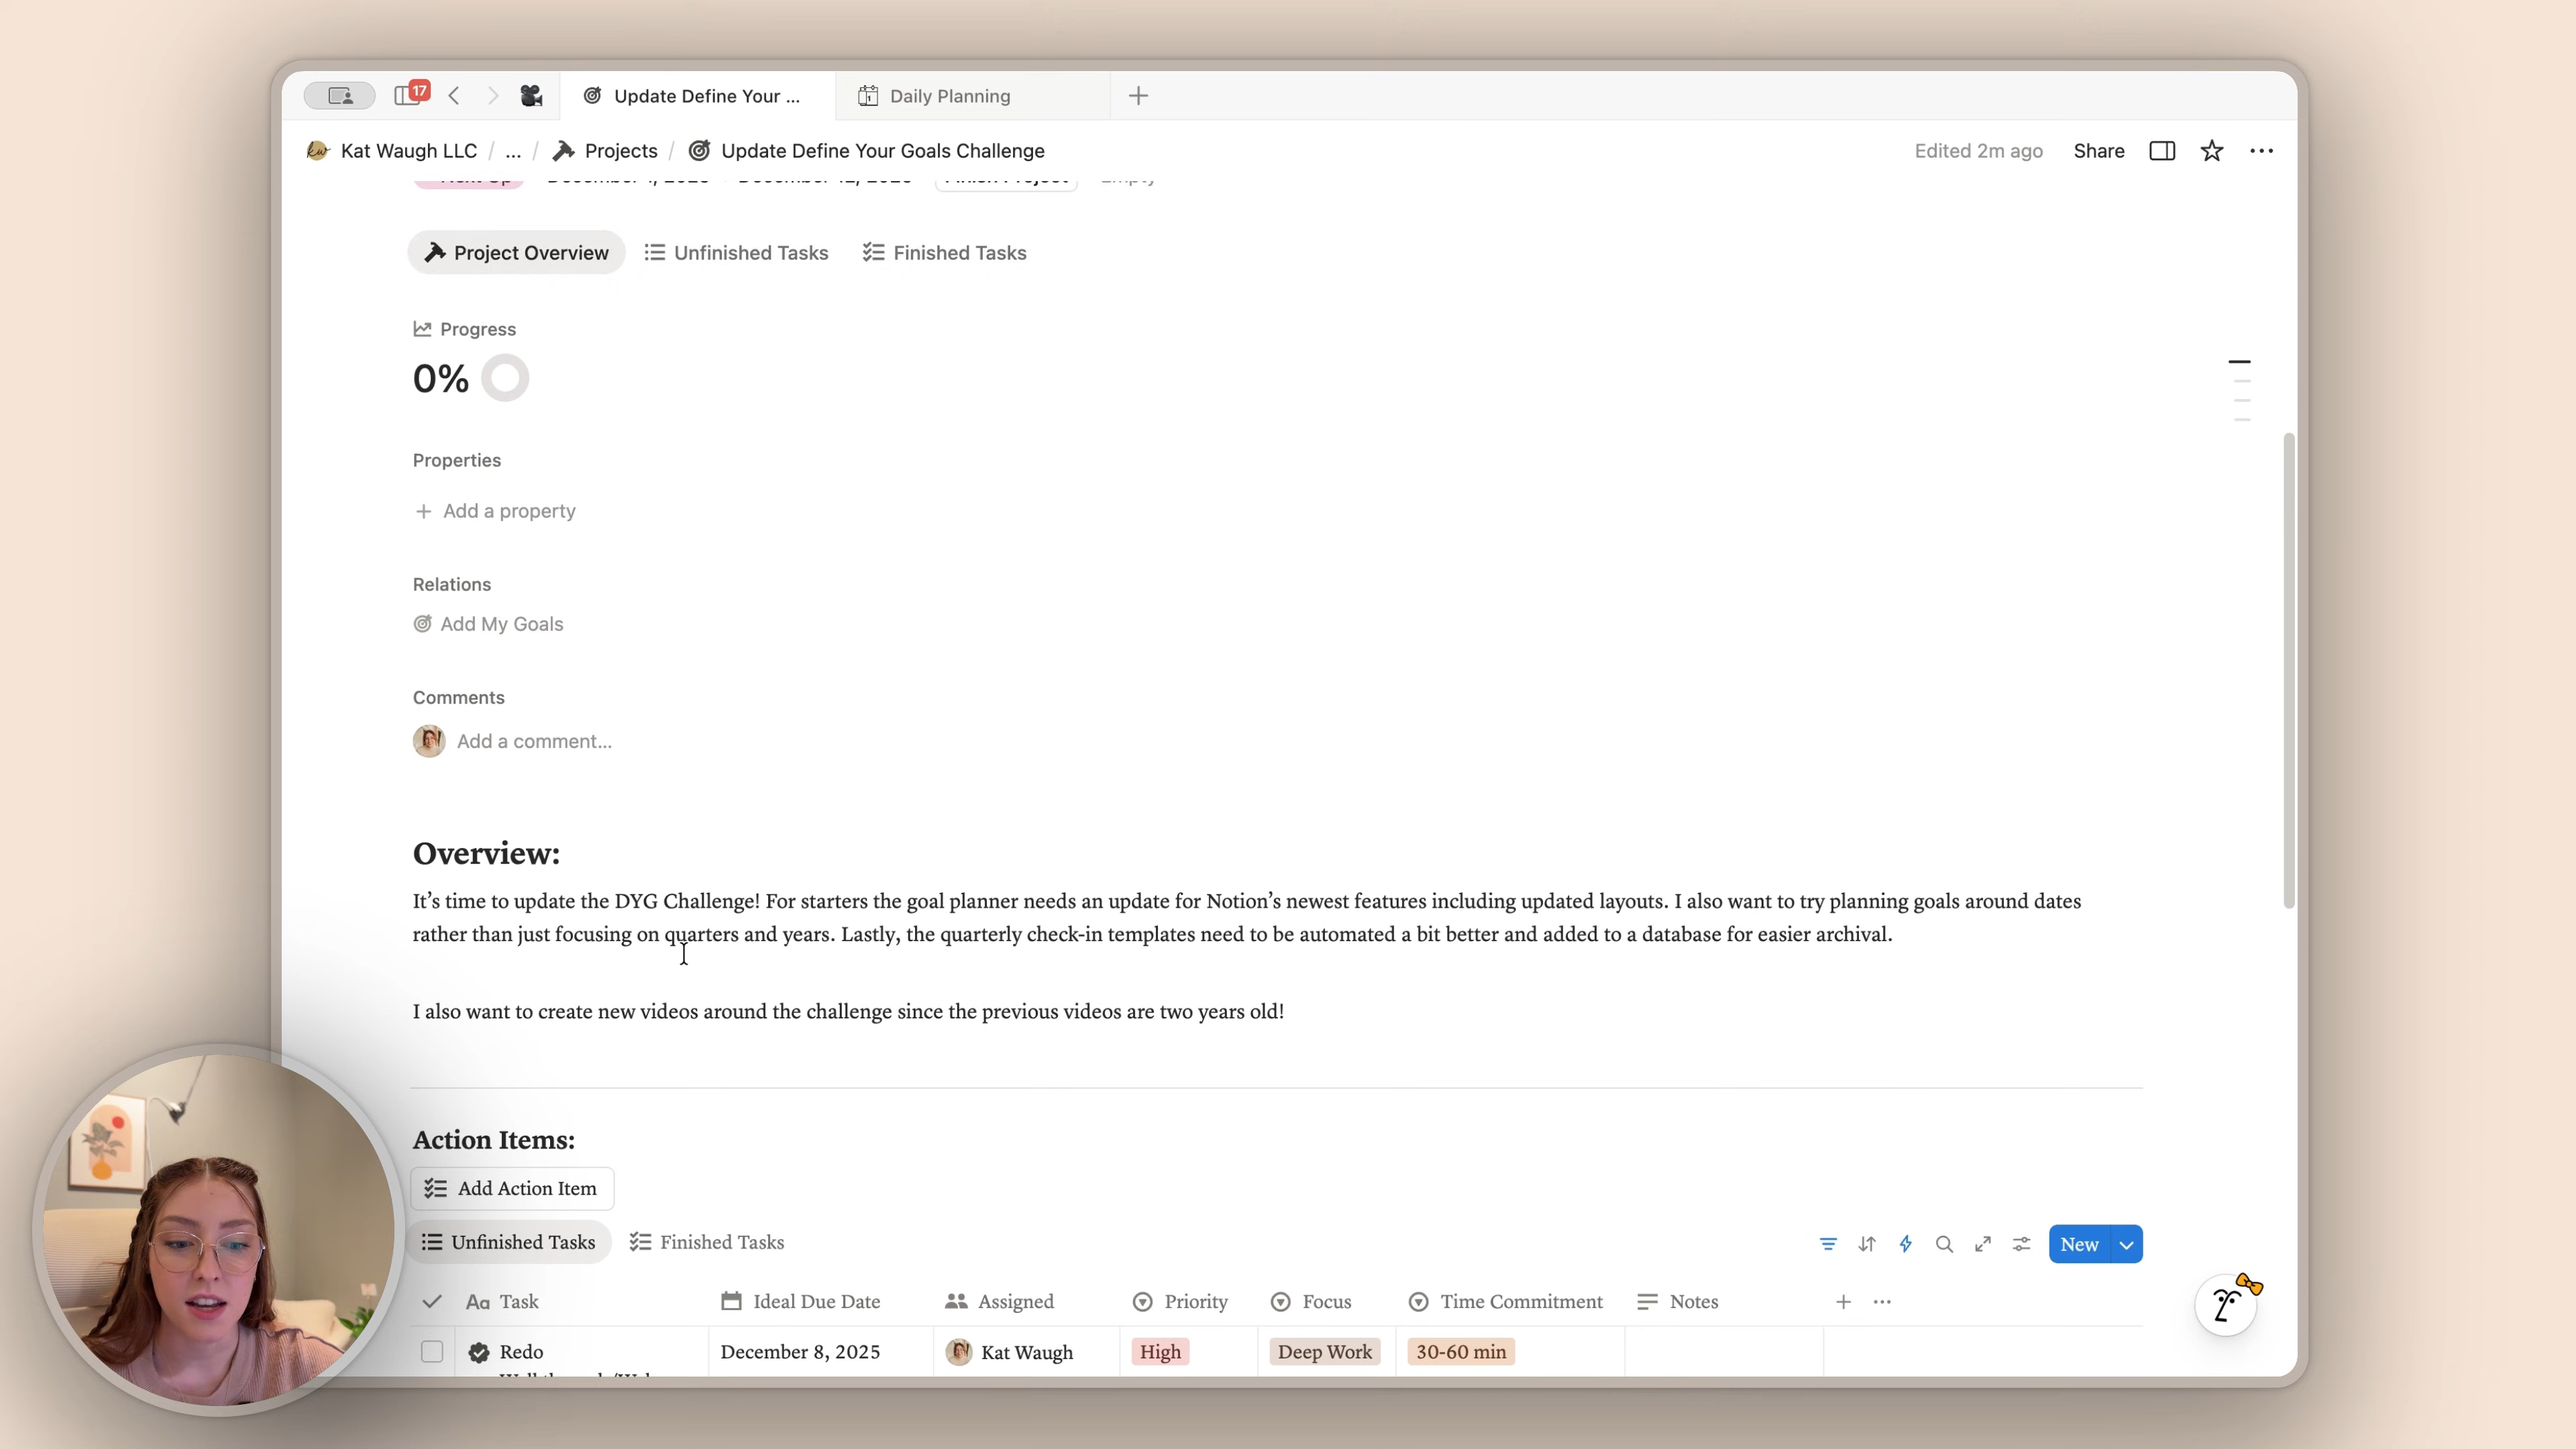 17 Update Define Your ... Daily Planning
Kat Waugh LLC / ... / Projects / Update Define Your Goals Challenge Edited 2m ago Share
Project Overview Unfinished Tasks Finished Tasks
Progress
0%
Properties
Add a property
Relations
Add My Goals
Comments
Add a comment...
Overview:
It's time to update the DYG Challenge! For starters the goal planner needs an update for Notion's newest features including updated layouts. I also want to try planning goals around dates
rather than just focusing on quarters and years. Lastly, the quarterly check-in templates need to be automated a bit better and added to a database for easier archival.
I also want to create new videos around the challenge since the previous videos are two years old!
Action Items:
Add Action Item
Unfinished Tasks Finished Tasks New
Aa Task Ideal Due Date Assigned Priority Focus Time Commitment Notes
Redo December 8, 2025 Kat Waugh High Deep Work 30-60 min